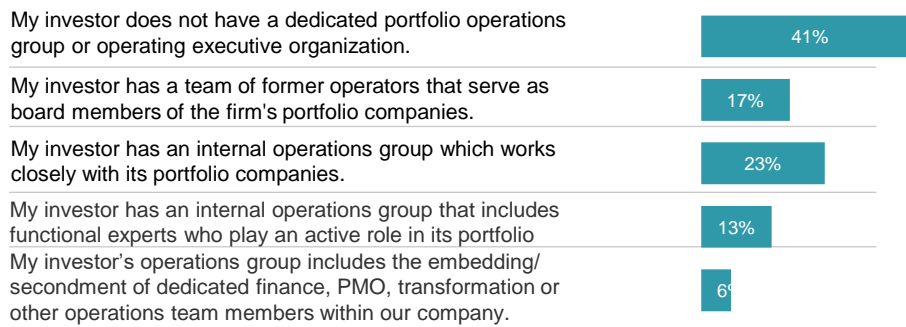 My investor does not have a dedicated portfolio operations
group or operating executive organization.
41%
My investor has a team of former operators that serve as
board members of the firm's portfolio companies.
17%
My investor has an internal operations group which works
closely with its portfolio companies.
23%
My investor has an internal operations group that includes
functional experts who play an active role in its portfolio
13%
My investor’s operations group includes the embedding/
secondment of dedicated finance, PMO, transformation or
other operations team members within our company.
6%